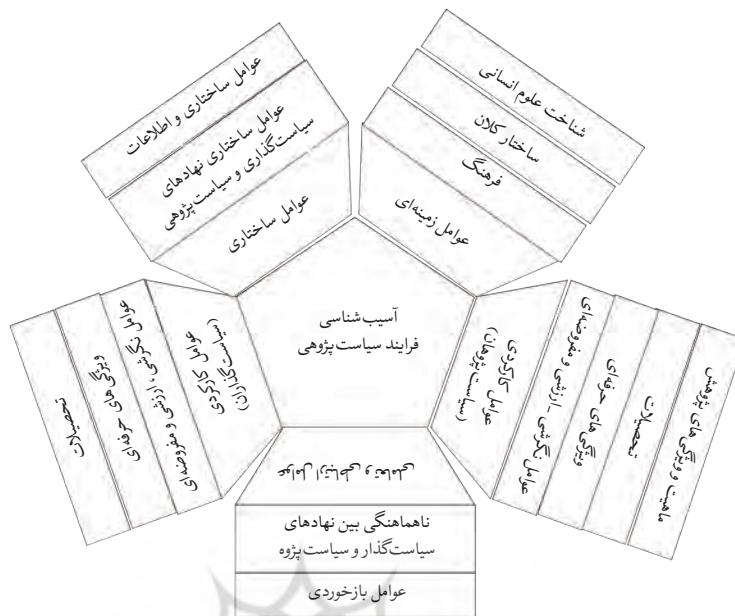 آسیب‌شناسی
فرایند سیاست‌پژوهی
عوامل زمینه‌ای
فرهنگ
ساختار کلان
شناخت علوم انسانی
عوامل کارکردی
(سیاست‌پژوهان)
عوامل نگرشی - ارزشی و مفروضه‌ای
ویژگی های حرفه‌ای
تحصیلات
ماهیت و ویژگی های پژوهش
عوامل ارتباطی و تعاملی
ناهماهنگی بین نهادهای
سیاست‌گذار و سیاست‌پژوه
عوامل بازخوردی
عوامل کارکردی
(سیاست‌گذاران)
عوامل نگرشی، ارزشی و مفروضه‌ای
ویژگی های حرفه‌ای
تحصیلات
عوامل ساختاری
عوامل ساختاری نهادهای
سیاست‌گذاری و سیاست‌پژوهی
عوامل ساختاری و اطلاعات